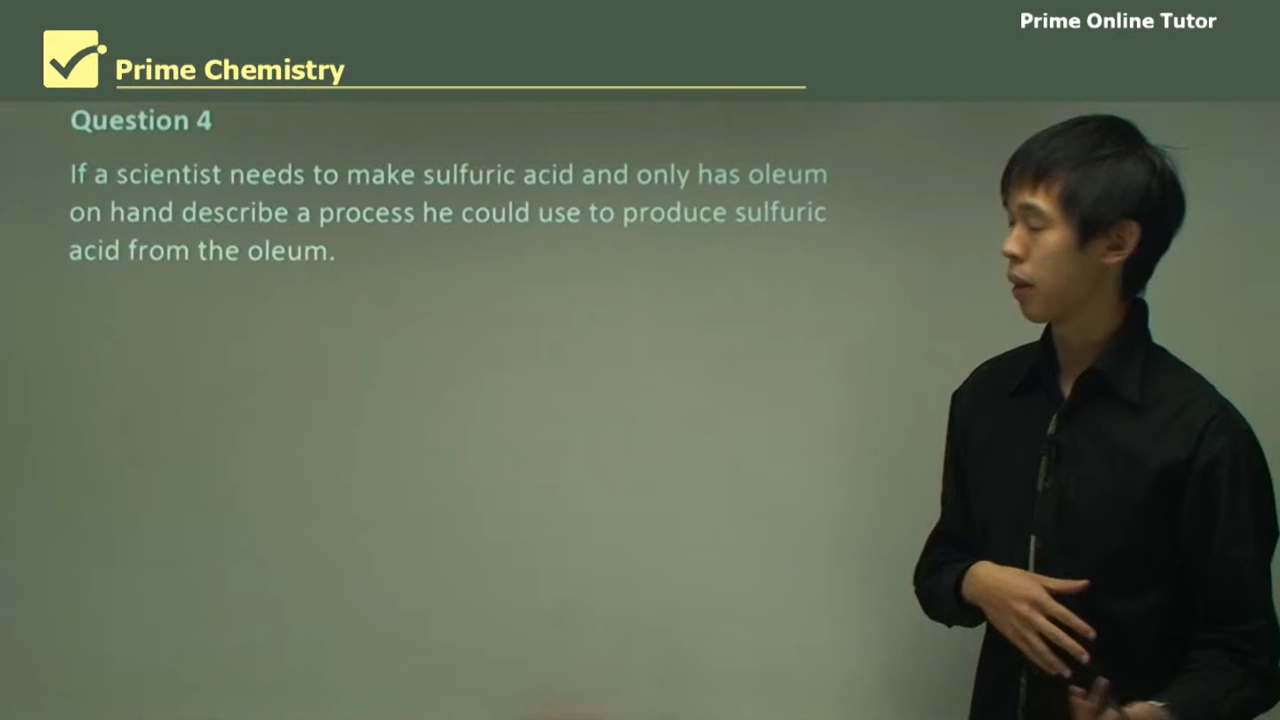 Prime Online Tutor
Prime Chemistry
Question 4
If a scientist needs to make sulfuric acid and only has oleum
on hand describe a process he could use to produce sulfuric
acid from the oleum.